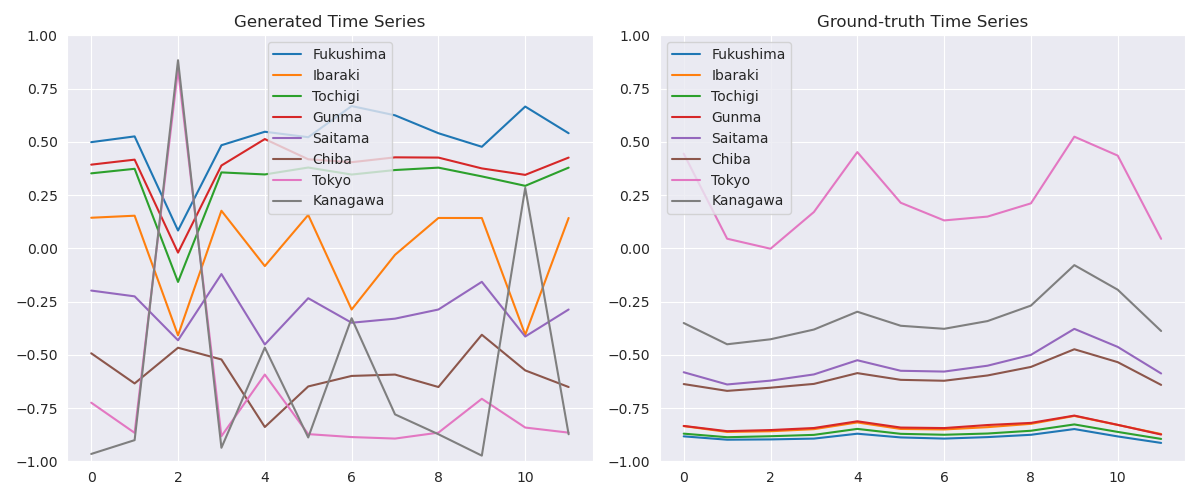 Generated Time Series
1.00
0.75
0.50
0.25
0.00
−0.25
−0.50
−0.75
−1.00
0 2 4 6 8 10
Fukushima
Ibaraki
Tochigi
Gunma
Saitama
Chiba
Tokyo
Kanagawa
Ground-truth Time Series
1.00
0.75
0.50
0.25
0.00
−0.25
−0.50
−0.75
−1.00
0 2 4 6 8 10
Fukushima
Ibaraki
Tochigi
Gunma
Saitama
Chiba
Tokyo
Kanagawa